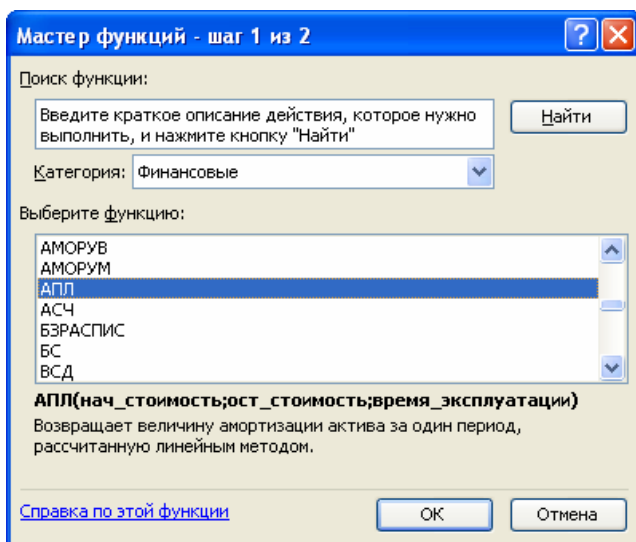 Мастер функций - шаг 1 из 2
Поиск функции:
Введите краткое описание действия, которое нужно
выполнить, и нажмите кнопку "Найти"
Найти
Категория: Финансовые
Выберите функцию:
АМОРУВ
АМОРУМ
АПЛ
АСЧ
БЗРАСПИС
БС
ВСД
АПЛ(нач_стоимость;ост_стоимость;время_эксплуатации)
Возвращает величину амортизации актива за один период,
рассчитанную линейным методом.
Справка по этой функции
ОК
Отмена